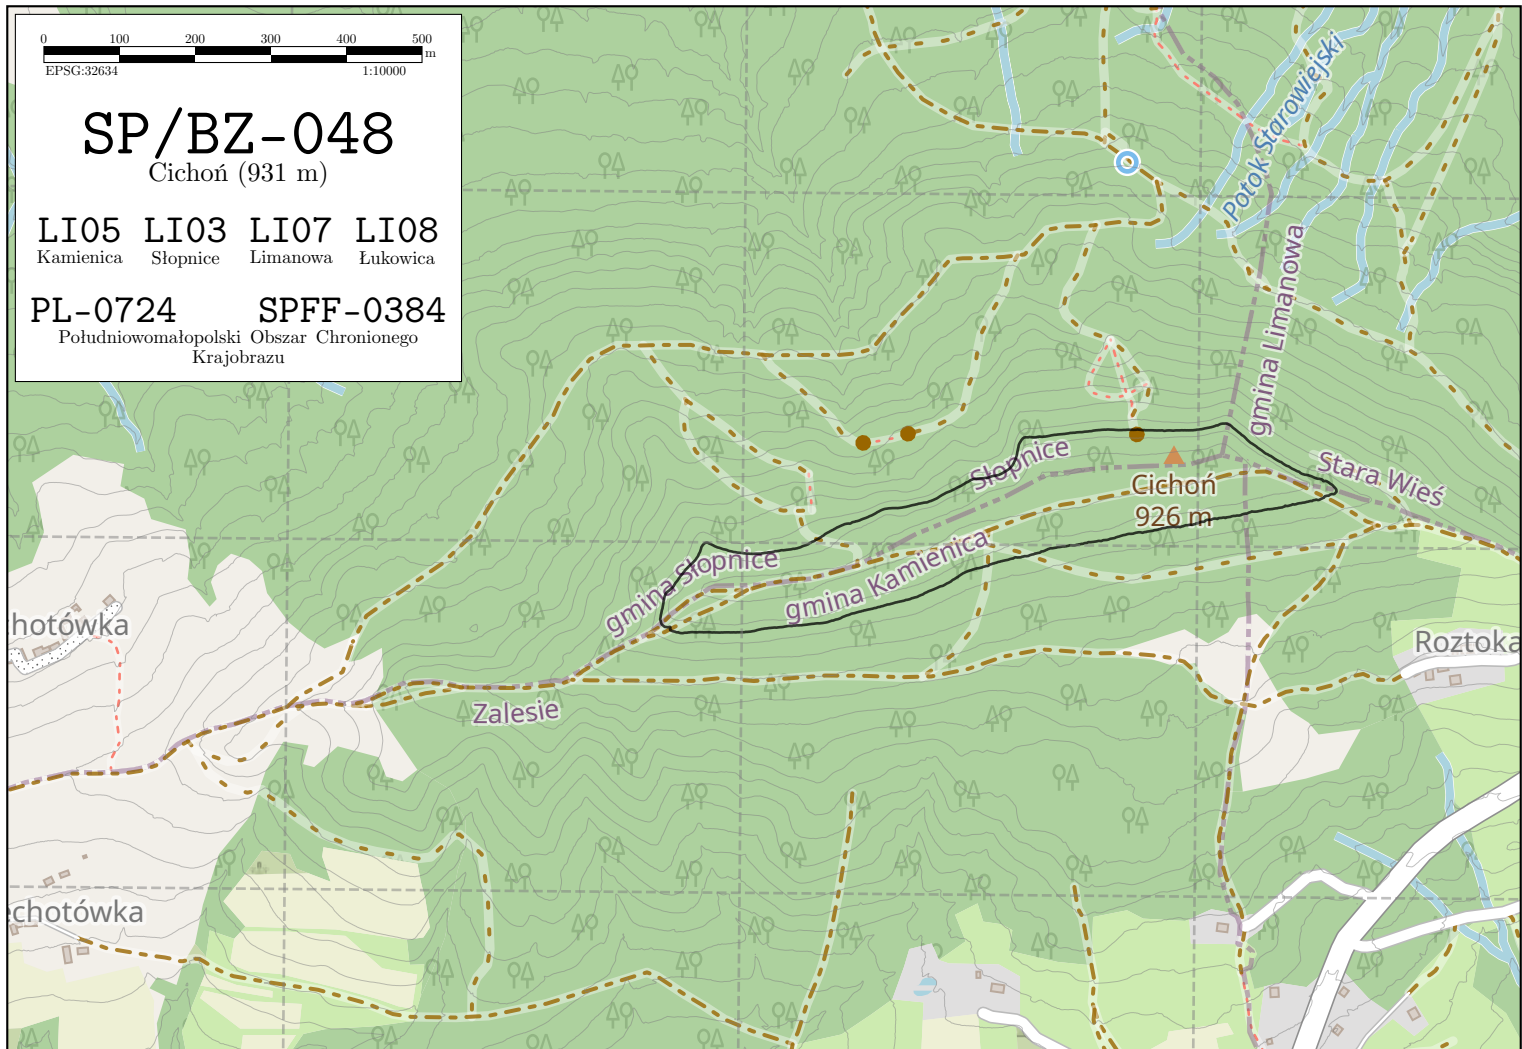 0 100 200 300 400 500
m
EPSG:32634 1:10000
SP/BZ-048
Cichoń (931 m)
LI05 LI03 LI07 LI08
Kamienica Słopnice Limanowa Łukowica
PL-0724 SPFF-0384
Południowomałopolski Obszar Chronionego
Krajobrazu
Potok Starowiejski
gmina Limanowa
Słopnice
Stara Wieś
Cichoń
926 m
gmina Słopnice
gmina Kamienica
chotówka
Roztoka
Zalesie
echotówka